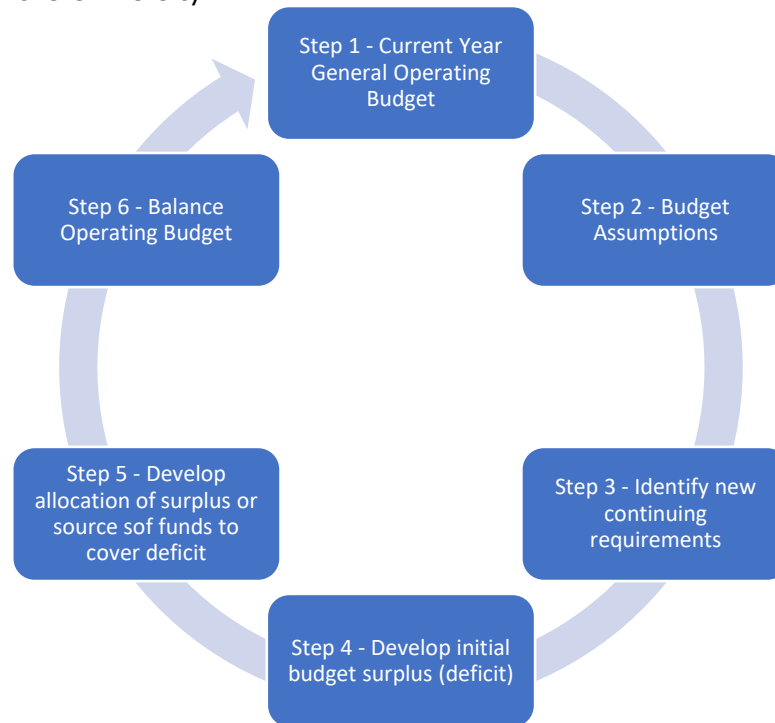 Step 1 - Current Year
General Operating
Budget
Step 2 - Budget
Assumptions
Step 3 - Identify new
continuing
requirements
Step 4 - Develop initial
budget surplus (deficit)
Step 5 - Develop
allocation of surplus or
source sof funds to
cover deficit
Step 6 - Balance
Operating Budget